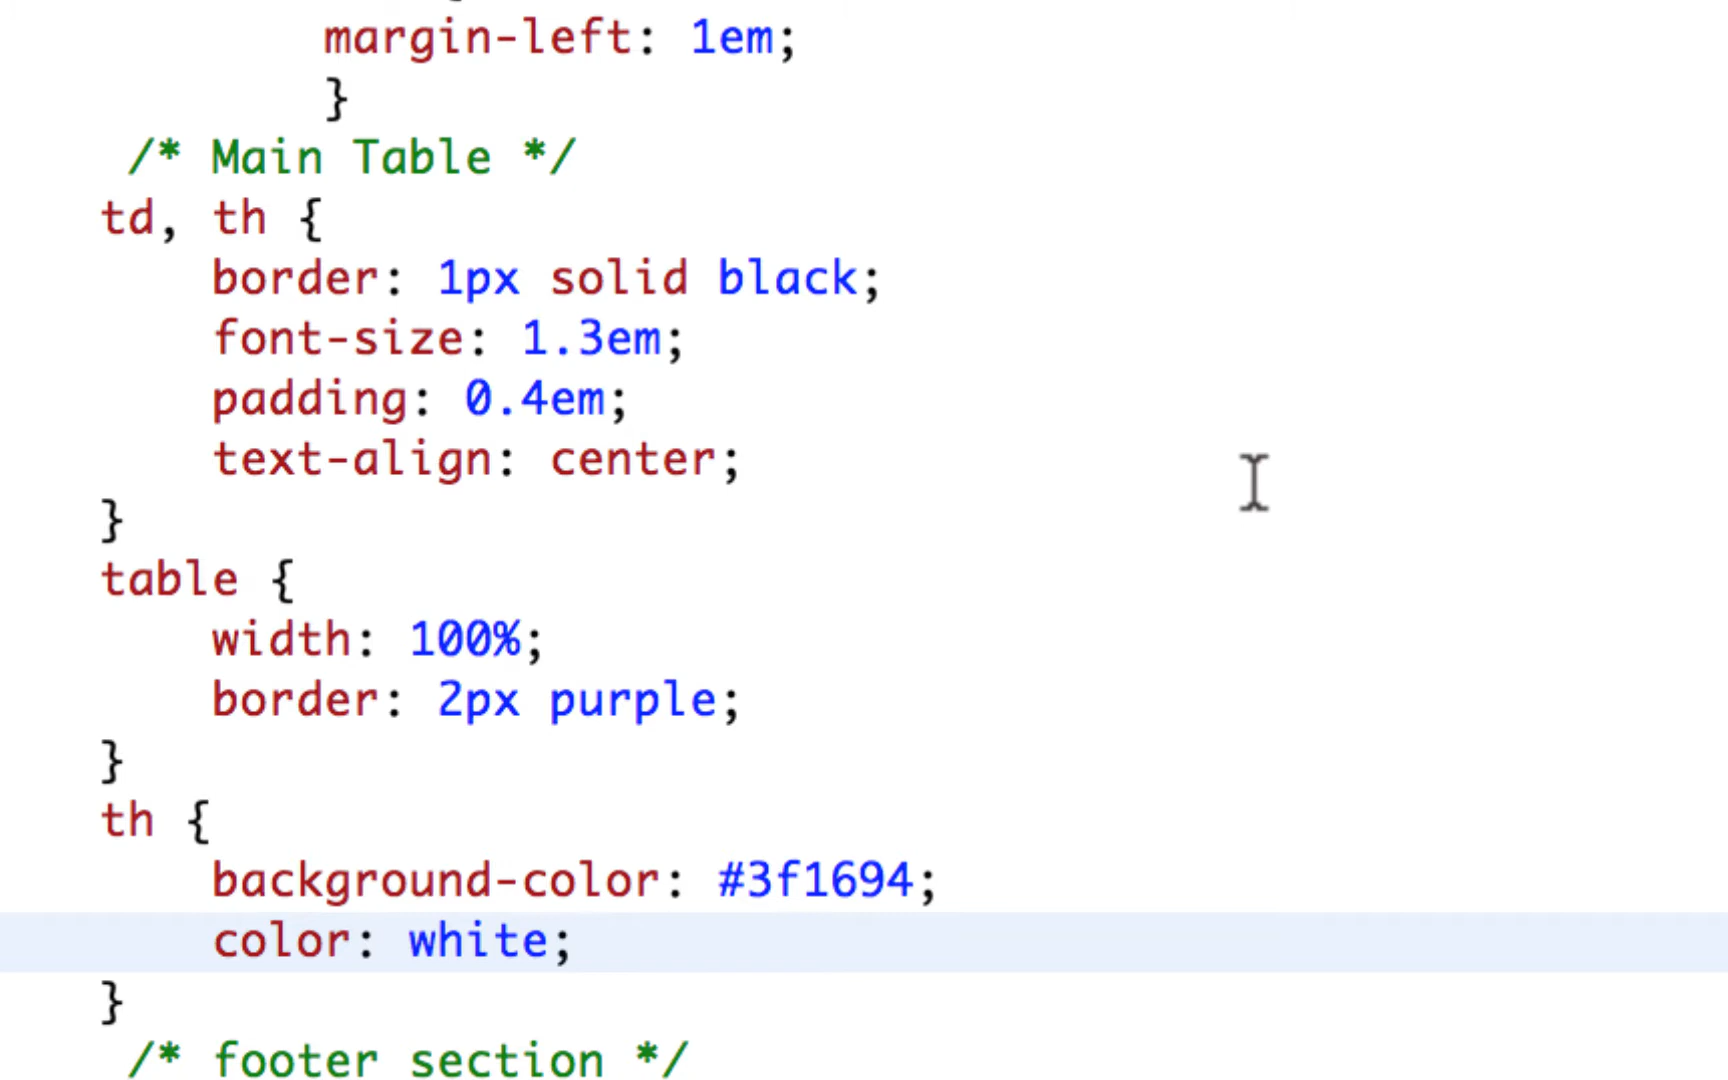 margin-left: 1em;
}
/* Main Table */
td, th {
border: 1px solid black;
font-size: 1.3em;
padding: 0.4em;
text-align: center;
}
table {
width: 100%;
border: 2px purple;
}
th {
background-color: #3f1694;
color: white;
}
/* footer section */